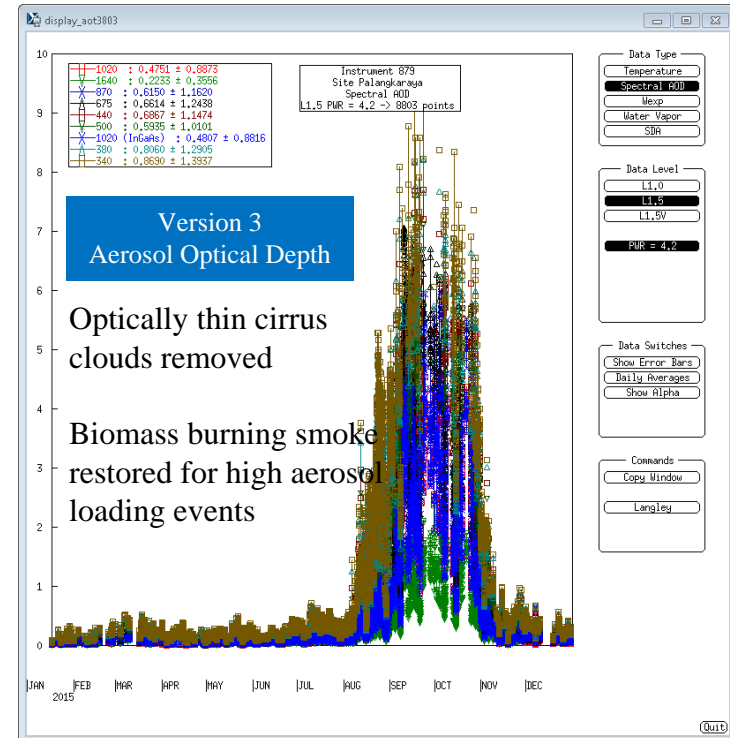 display_aot3803
10
9
8
7
6
5
4
3
2
1
0
1020 : 0.4751 ± 0.8873
1640 : 0.2233 ± 0.3556
870 : 0.6150 ± 1.1620
675 : 0.6614 ± 1.2438
440 : 0.6867 ± 1.1474
500 : 0.5935 ± 1.0101
1020 (InGaAs) : 0.4807 ± 0.8816
380 : 0.8060 ± 1.2905
340 : 0.8690 ± 1.3937
Instrument 879
Site Palangkaraya
Spectral AOD
L1.5 PWR = 4.2 -> 8803 points
Version 3
Aerosol Optical Depth
Optically thin cirrus
clouds removed
Biomass burning smoke
restored for high aerosol
loading events
|JAN |FEB |MAR |APR |MAY |JUN |JUL |AUG |SEP |OCT |NOV |DEC
2015
Data Type
Temperature
Spectral AOD
Wexp
Water Vapor
SDA
Data Level
L1.0
L1.5
L1.5V
PWR = 4.2
Data Switches
Show Error Bars
Daily Averages
Show Alpha
Commands
Copy Window
Langley
Quit